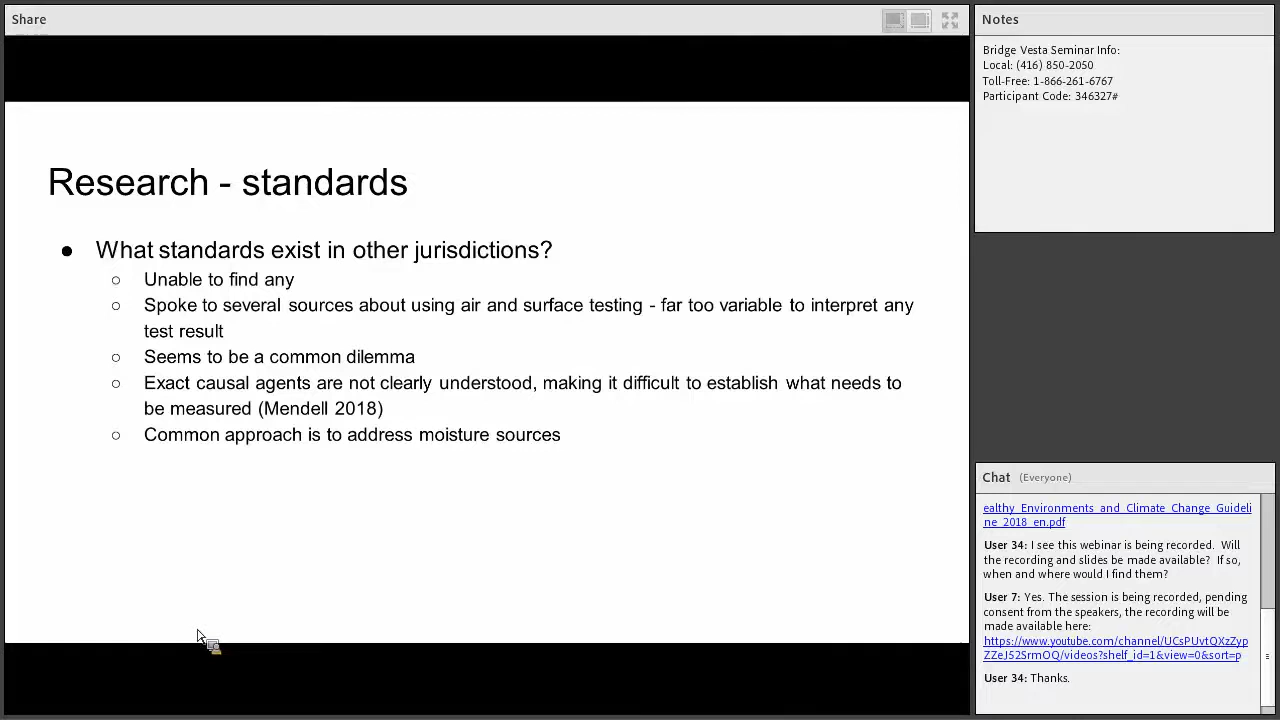 Share
Research - standards
● What standards exist in other jurisdictions?
○ Unable to find any
○ Spoke to several sources about using air and surface testing - far too variable to interpret any
test result
○ Seems to be a common dilemma
○ Exact causal agents are not clearly understood, making it difficult to establish what needs to
be measured (Mendell 2018)
○ Common approach is to address moisture sources
Notes
Bridge Vesta Seminar Info:
Local: (416) 850-2050
Toll-Free: 1-866-261-6767
Participant Code: 346327#
Chat (Everyone)
ealthy_Environments_and_Climate_Change_Guideli
ne_2018_en.pdf
User 34: I see this webinar is being recorded. Will
the recording and slides be made available? If so,
when and where would I find them?
User 7: Yes. The session is being recorded, pending
consent from the speakers, the recording will be
made available here:
https://www.youtube.com/channel/UCsPUvtQXzZyp
ZZeJ52SrmOQ/videos?shelf_id=1&view=0&sort=p
User 34: Thanks.